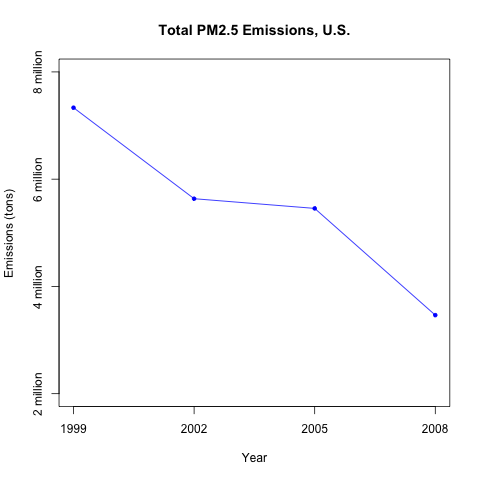 Total PM2.5 Emissions, U.S.
8 million
6 million
4 million
2 million
Emissions (tons)
1999 2002 2005 2008
Year